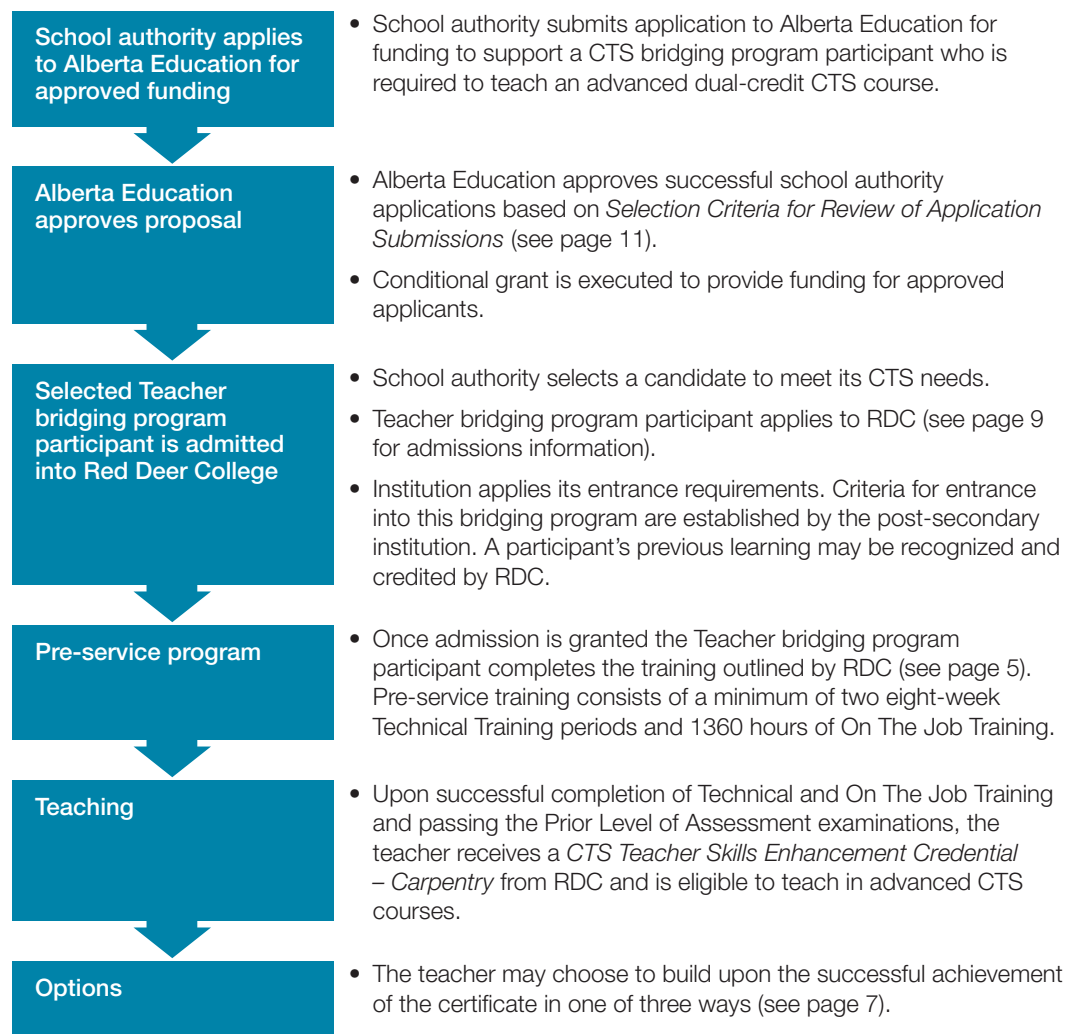 School authority applies
to Alberta Education for
approved funding
• School authority submits application to Alberta Education for
funding to support a CTS bridging program participant who is
required to teach an advanced dual-credit CTS course.
Alberta Education
approves proposal
• Alberta Education approves successful school authority
applications based on Selection Criteria for Review of Application
Submissions (see page 11).
• Conditional grant is executed to provide funding for approved
applicants.
Selected Teacher
bridging program
participant is admitted
into Red Deer College
• School authority selects a candidate to meet its CTS needs.
• Teacher bridging program participant applies to RDC (see page 9
for admissions information).
• Institution applies its entrance requirements. Criteria for entrance
into this bridging program are established by the post-secondary
institution. A participant’s previous learning may be recognized and
credited by RDC.
Pre-service program
• Once admission is granted the Teacher bridging program
participant completes the training outlined by RDC (see page 5).
Pre-service training consists of a minimum of two eight-week
Technical Training periods and 1360 hours of On The Job Training.
Teaching
• Upon successful completion of Technical and On The Job Training
and passing the Prior Level of Assessment examinations, the
teacher receives a CTS Teacher Skills Enhancement Credential
– Carpentry from RDC and is eligible to teach in advanced CTS
courses.
Options
• The teacher may choose to build upon the successful achievement
of the certificate in one of three ways (see page 7).